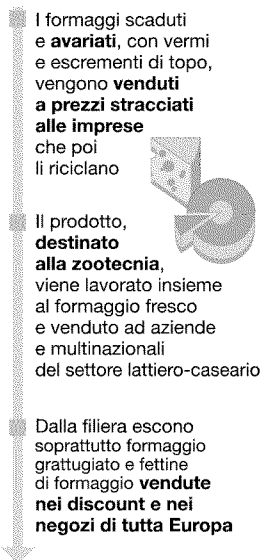 I formaggi scaduti
e avariati, con vermi
e escrementi di topo,
vengono venduti
a prezzi stracciati
alle imprese
che poi
li riciclano
Il prodotto,
destinato
alla zootecnia,
viene lavorato insieme
al formaggio fresco
e venduto ad aziende
e multinazionali
del settore lattiero-caseario
Dalla filiera escono
soprattutto formaggio
grattugiato e fettine
di formaggio vendute
nei discount e nei
negozi di tutta Europa